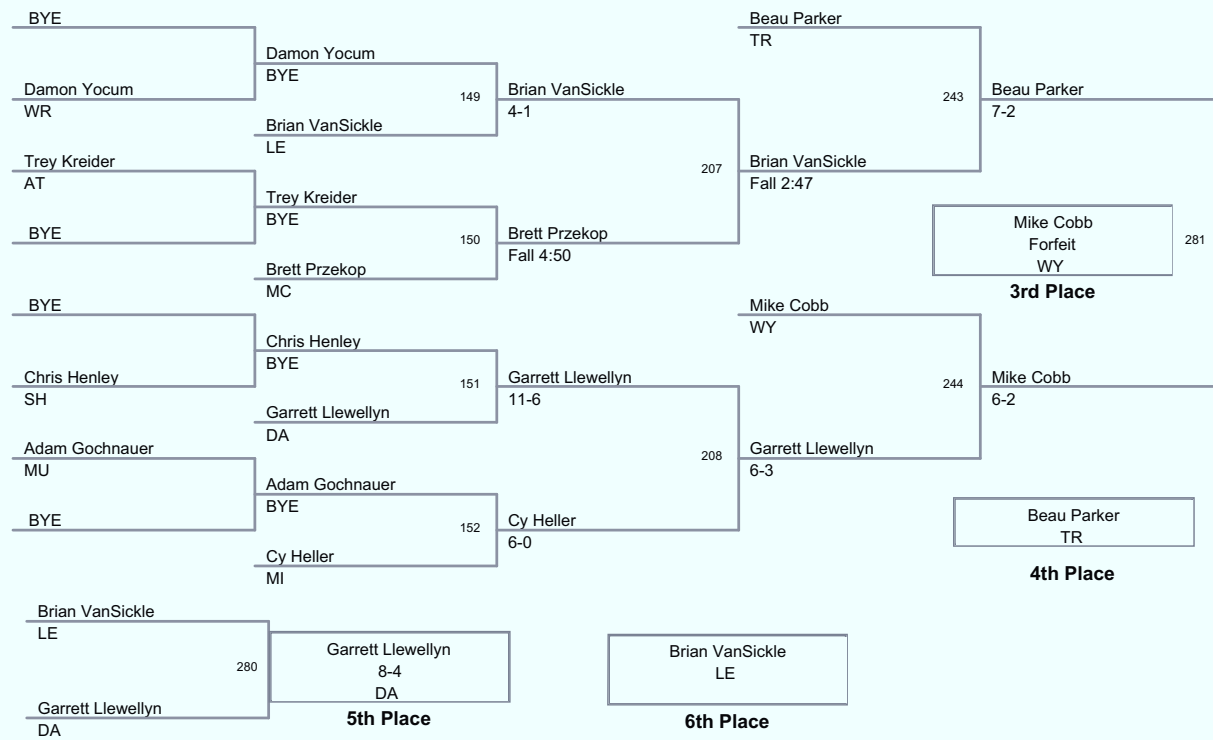 BYE
Damon Yocum
WR
Trey Kreider
AT
BYE
BYE
Chris Henley
SH
Adam Gochnauer
MU
BYE
Damon Yocum
BYE
149
Brian VanSickle
LE
Trey Kreider
BYE
150
Brett Przekop
MC
Chris Henley
BYE
151
Garrett Llewellyn
DA
Adam Gochnauer
BYE
152
Cy Heller
MI
Brian VanSickle
4-1
207
Brett Przekop
Fall 4:50
Garrett Llewellyn
11-6
208
Cy Heller
6-0
Beau Parker
TR
243
Brian VanSickle
Fall 2:47
Mike Cobb
WY
244
Garrett Llewellyn
6-3
Beau Parker
7-2
Mike Cobb
Forfeit
WY
281
3rd Place
Mike Cobb
6-2
Beau Parker
TR
4th Place
Brian VanSickle
LE
280
Garrett Llewellyn
DA
Garrett Llewellyn
8-4
DA
5th Place
Brian VanSickle
LE
6th Place